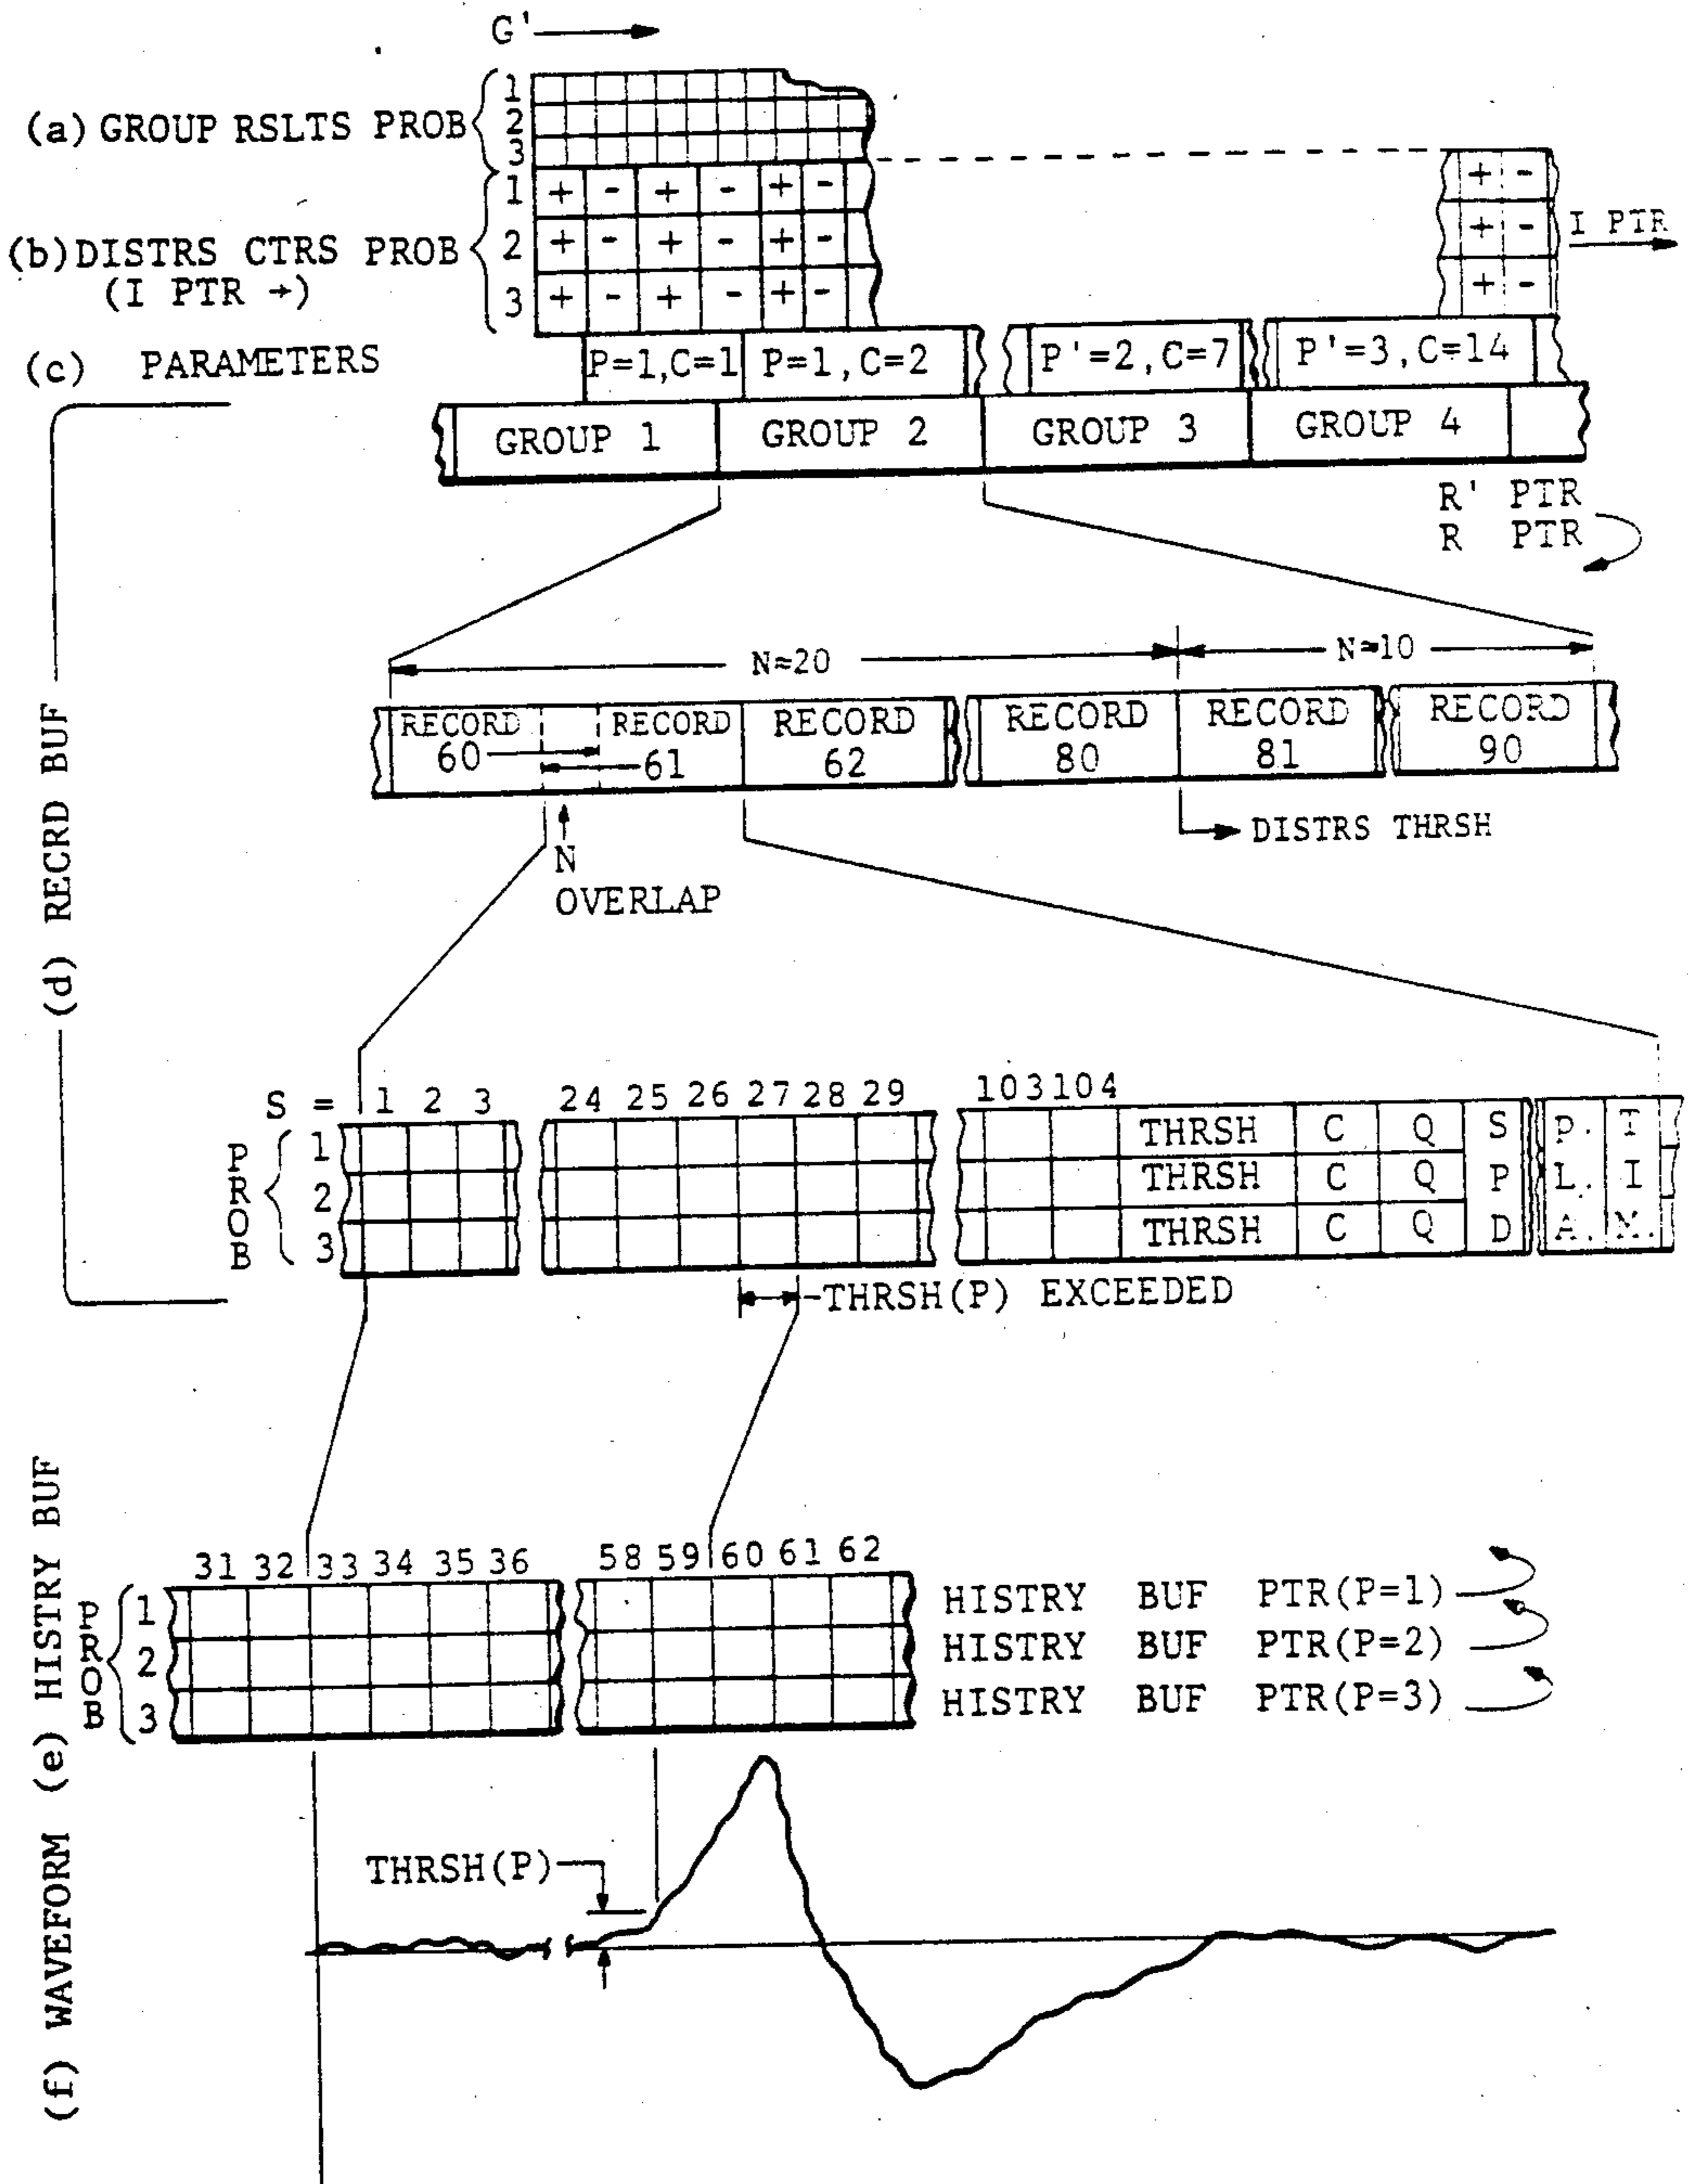 G'
(a) GROUP RSLTS PROB
1
2
3
(b) DISTRS CTRS PROB
(I PTR →)
1 + - + - + -
2 + - + - + -
3 + - + - + -
+ -
+ -
+ -
I PTR
(c) PARAMETERS
P=1,C=1 P=1,C=2 P'=2,C=7 P'=3,C=14
GROUP 1 GROUP 2 GROUP 3 GROUP 4
R' PTR
R PTR
(d) RECRD BUF
N≈20 N≈10
RECORD 60
RECORD 61
RECORD 62
RECORD 80
RECORD 81
RECORD 90
DISTRS THRSH
N
OVERLAP
S = 1 2 3 24 25 26 27 28 29 103 104
PROB
1 THRSH C Q
2 THRSH C Q
3 THRSH C Q
SPD
P.L.A.
TIM.
THRSH(P) EXCEEDED
(e) HISTRY BUF
31 32 33 34 35 36 58 59 60 61 62
PROB
1
2
3
HISTRY BUF PTR(P=1)
HISTRY BUF PTR(P=2)
HISTRY BUF PTR(P=3)
(f) WAVEFORM
THRSH(P)